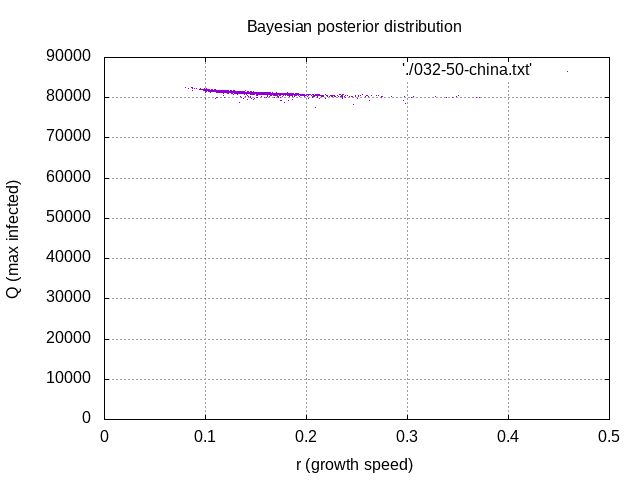 Bayesian posterior distribution
90000
'./032-50-china.txt'
80000
70000
60000
50000
40000
30000
20000
10000
0
Q (max infected)
0 0.1 0.2 0.3 0.4 0.5
r (growth speed)